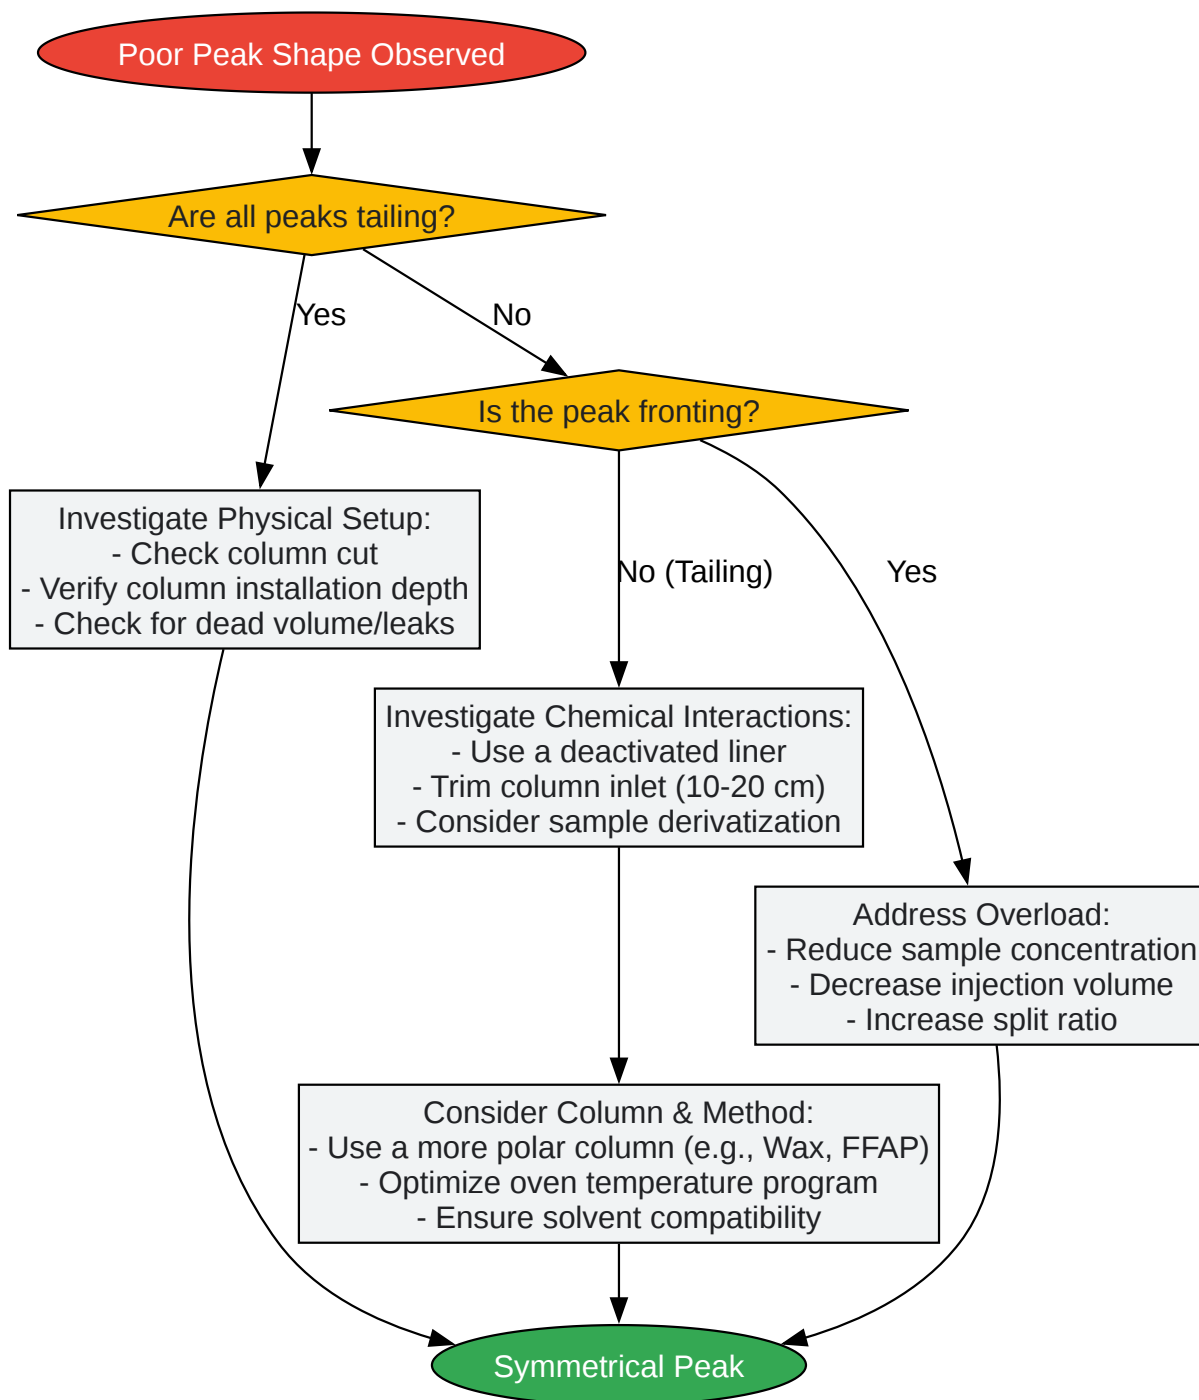 Poor Peak Shape Observed
Are all peaks tailing?
Yes
No
Is the peak fronting?
Investigate Physical Setup:
- Check column cut
- Verify column installation depth
- Check for dead volume/leaks
No (Tailing)
Yes
Investigate Chemical Interactions:
- Use a deactivated liner
- Trim column inlet (10-20 cm)
- Consider sample derivatization
Address Overload:
- Reduce sample concentration
- Decrease injection volume
- Increase split ratio
Consider Column & Method:
- Use a more polar column (e.g., Wax, FFAP)
- Optimize oven temperature program
- Ensure solvent compatibility
Symmetrical Peak